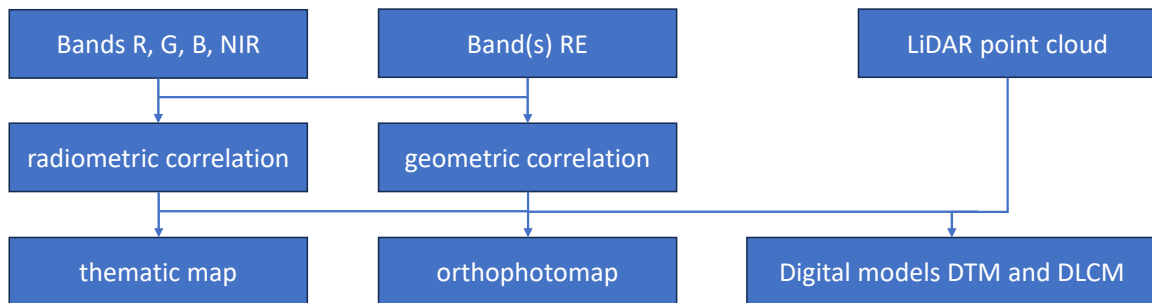 Bands R, G, B, NIR
Band(s) RE
LiDAR point cloud
radiometric correlation
geometric correlation
thematic map
orthophotomap
Digital models DTM and DLCM